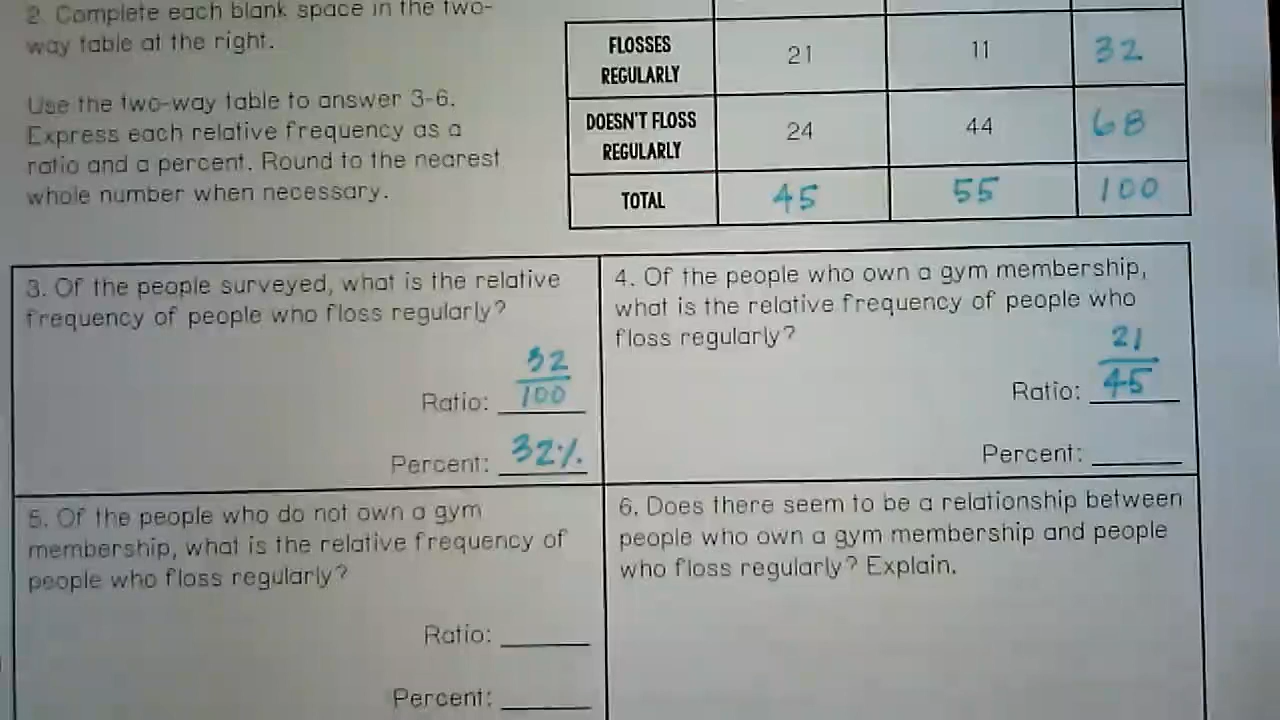 2. Complete each blank space in the two-
way table at the right.
Use the two-way table to answer 3-6.
Express each relative frequency as a
ratio and a percent. Round to the nearest
whole number when necessary.
FLOSSES
REGULARLY
21
11
32
DOESN'T FLOSS
REGULARLY
24
44
68
TOTAL
45
55
100
3. Of the people surveyed, what is the relative
frequency of people who floss regularly?
Ratio: 32/100
Percent: 32%
4. Of the people who own a gym membership,
what is the relative frequency of people who
floss regularly?
Ratio: 21/45
Percent:
5. Of the people who do not own a gym
membership, what is the relative frequency of
people who floss regularly?
Ratio:
Percent:
6. Does there seem to be a relationship between
people who own a gym membership and people
who floss regularly? Explain.